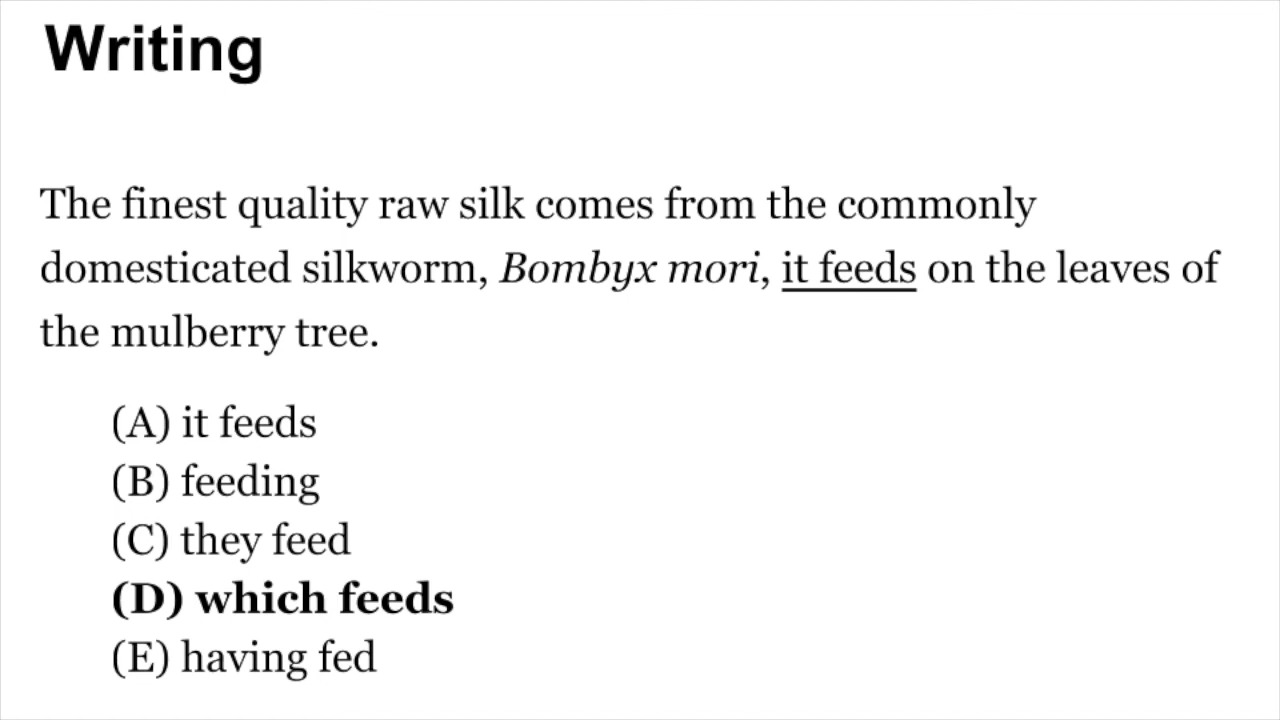 Writing
The finest quality raw silk comes from the commonly
domesticated silkworm, Bombyx mori, it feeds on the leaves of
the mulberry tree.
(A) it feeds
(B) feeding
(C) they feed
(D) which feeds
(E) having fed